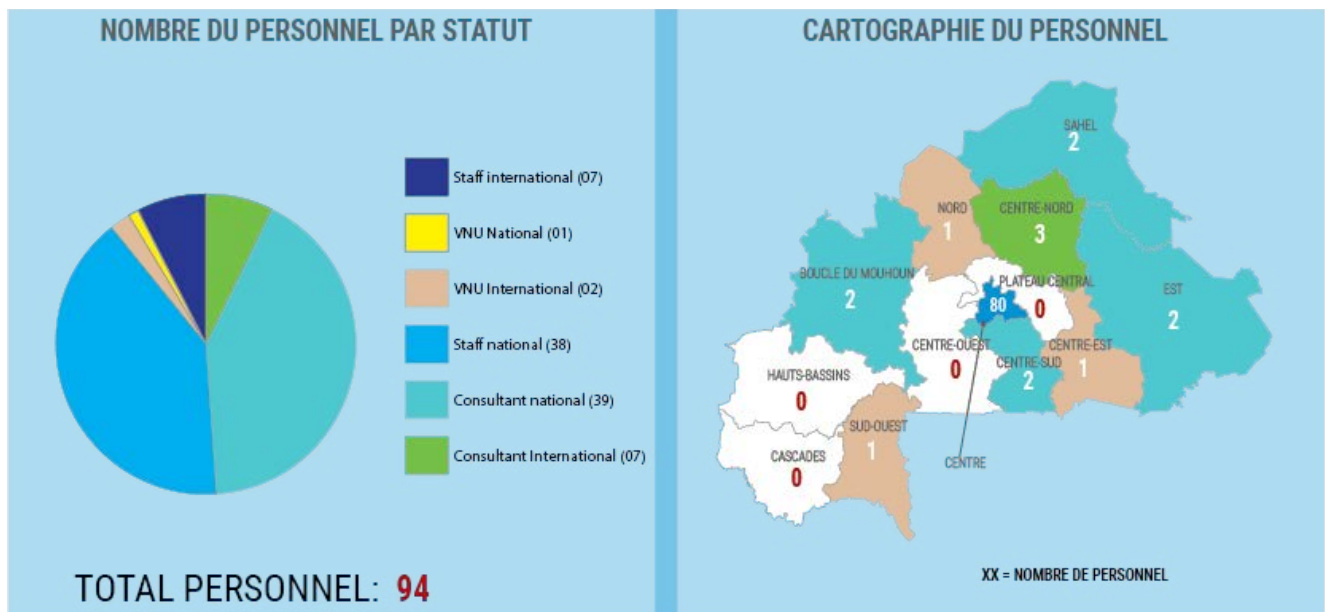 NOMBRE DU PERSONNEL PAR STATUT
Staff international (07)
VNU National (01)
VNU International (02)
Staff national (38)
Consultant national (39)
Consultant International (07)
TOTAL PERSONNEL: 94
CARTOGRAPHIE DU PERSONNEL
SAHEL
2
NORD
1
CENTRE-NORD
3
BOUCLE DU MOUHOUN
2
PLATEAU CENTRAL
0
80
EST
2
CENTRE-OUEST
0
CENTRE-SUD
2
CENTRE-EST
1
HAUTS-BASSINS
0
SUD-OUEST
1
CASCADES
0
CENTRE
XX = NOMBRE DE PERSONNEL